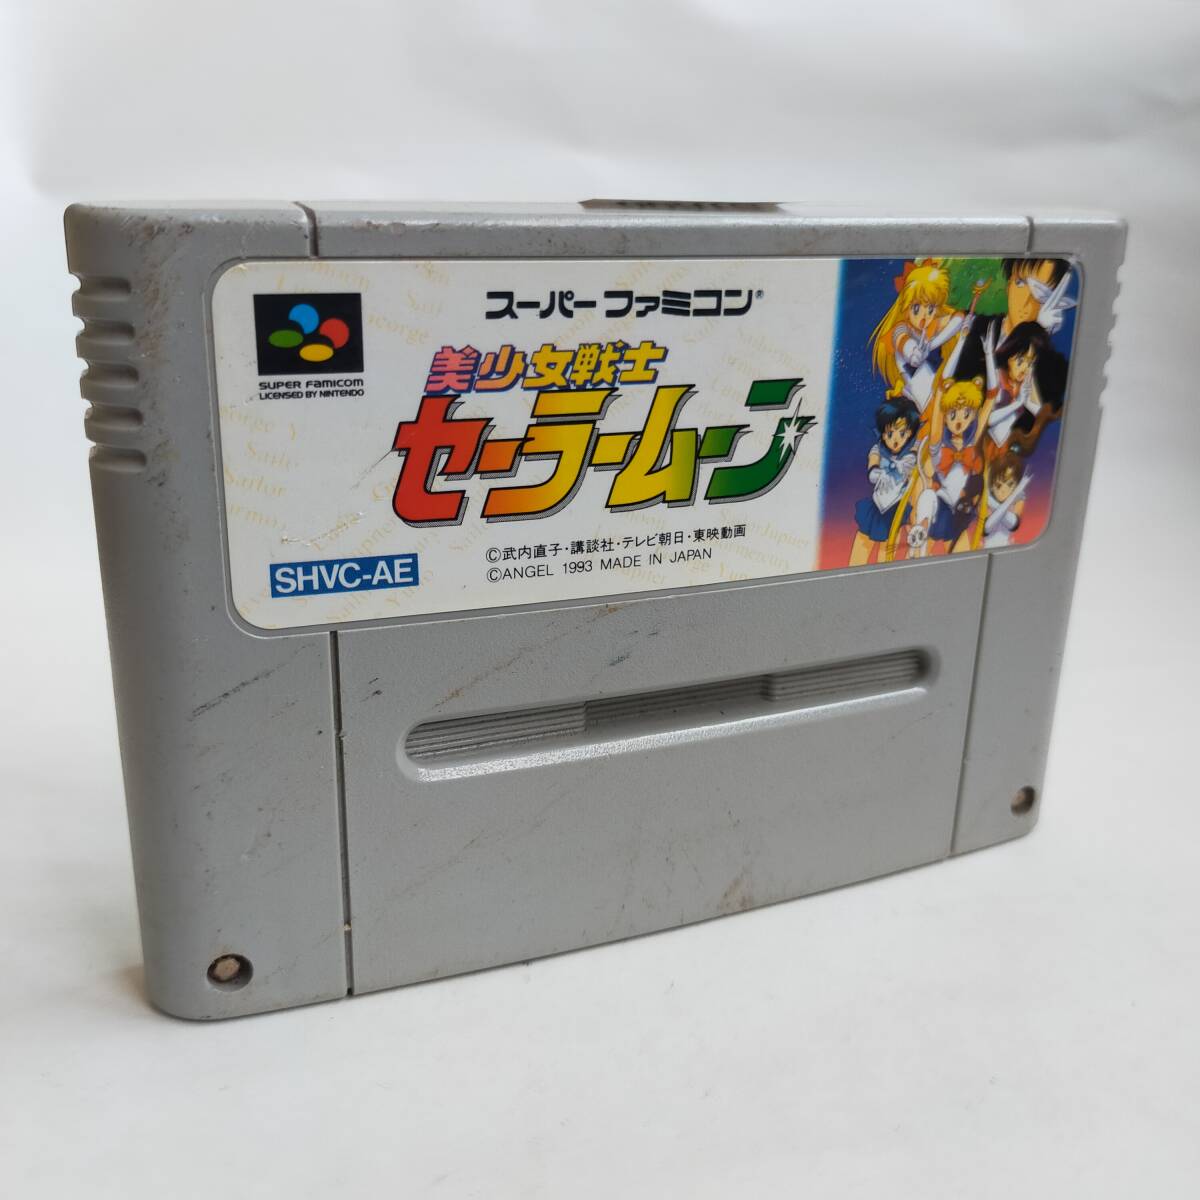 スーパーファミコン®
SUPER FAMICOM
LICENSED BY NINTENDO
美少女戦士
セーラームーン
©武内直子・講談社・テレビ朝日・東映動画
©ANGEL 1993 MADE IN JAPAN
SHVC-AE